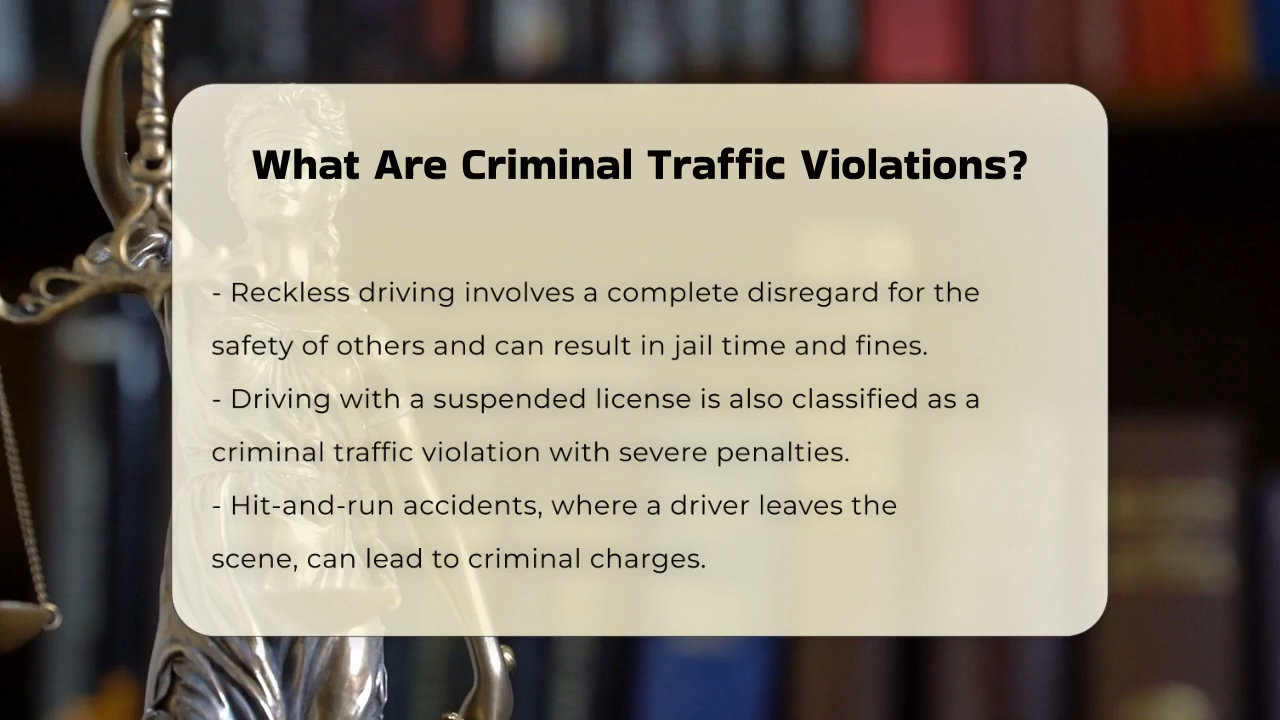 What Are Criminal Traffic Violations?
- Reckless driving involves a complete disregard for the
safety of others and can result in jail time and fines.
- Driving with a suspended license is also classified as a
criminal traffic violation with severe penalties.
- Hit-and-run accidents, where a driver leaves the
scene, can lead to criminal charges.